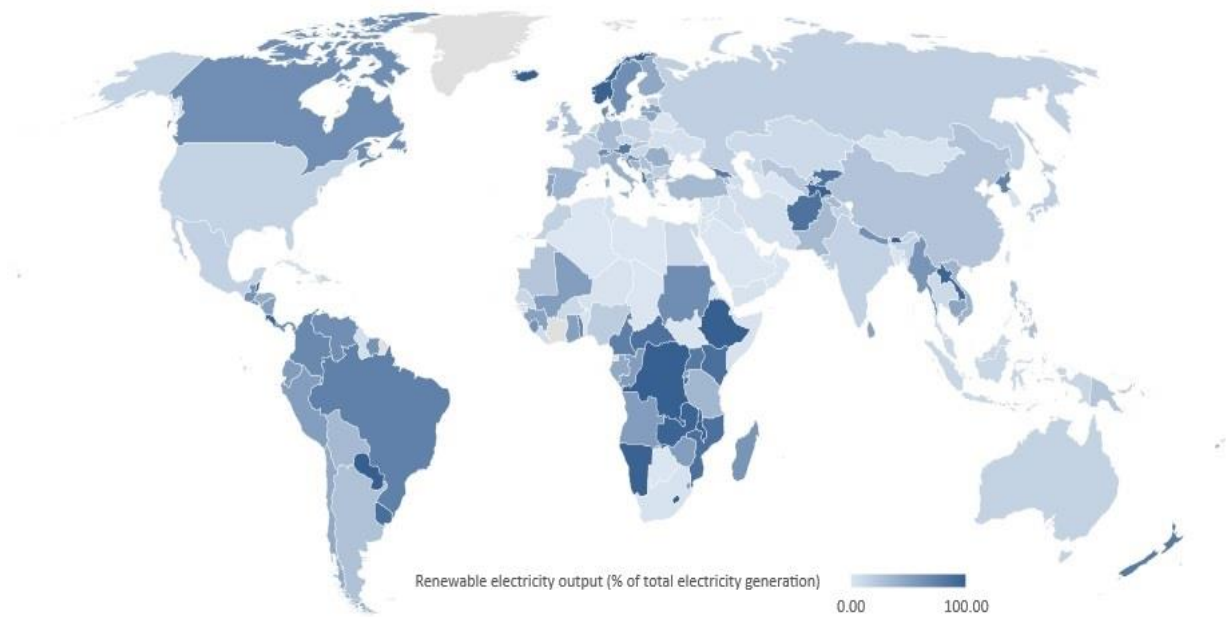 Renewable electricity output (% of total electricity generation)
0.00 100.00